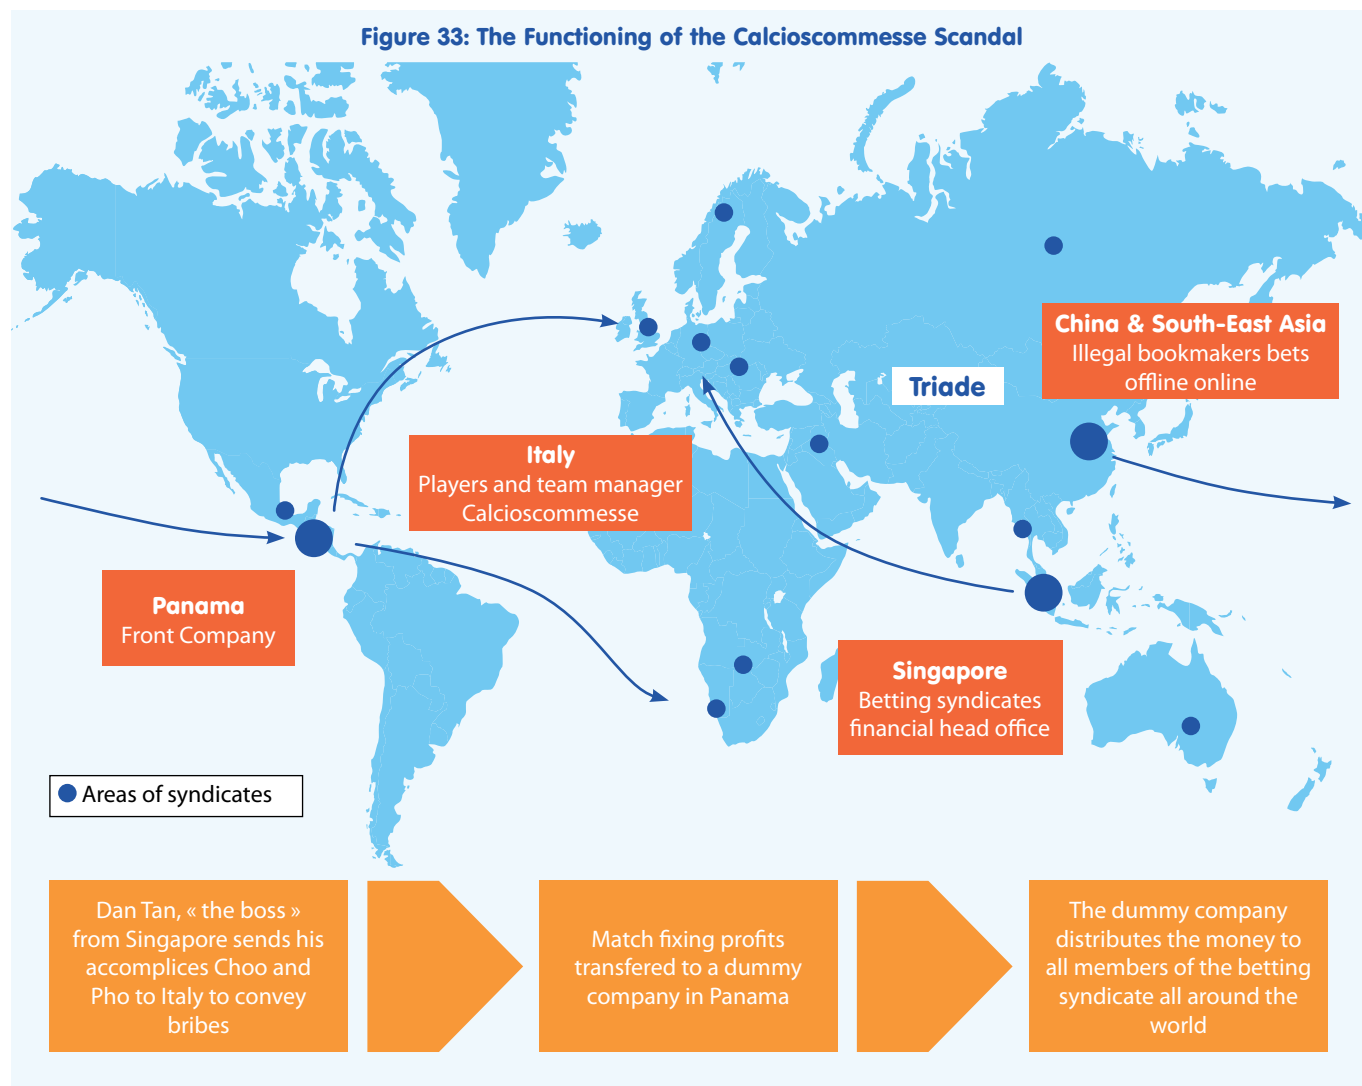 Figure 33: The Functioning of the Calcioscommesse Scandal
China & South-East Asia
Illegal bookmakers bets
offline online
Triade
Italy
Players and team manager
Calcioscommesse
Panama
Front Company
Singapore
Betting syndicates
financial head office
Areas of syndicates
Dan Tan, « the boss »
from Singapore sends his
accomplices Choo and
Pho to Italy to convey
bribes
Match fixing profits
transfered to a dummy
company in Panama
The dummy company
distributes the money to
all members of the betting
syndicate all around the
world